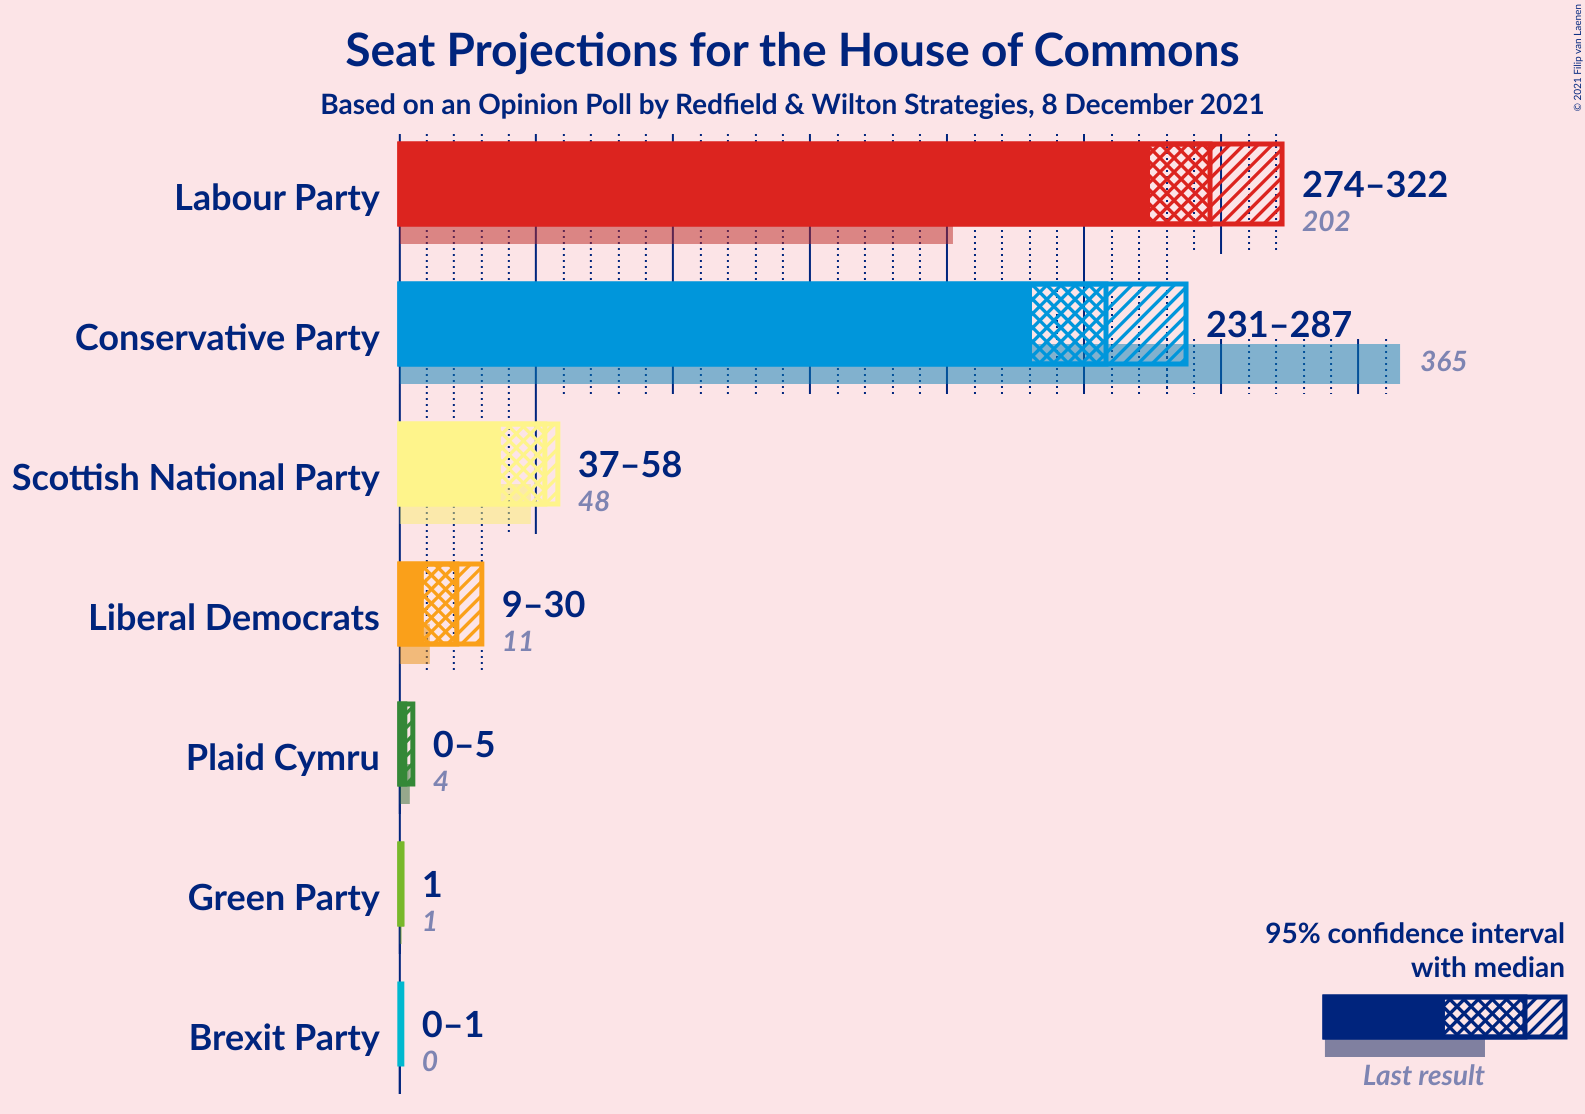 Seat Projections for the House of Commons
Based on an Opinion Poll by Redfield & Wilton Strategies, 8 December 2021
© 2021 Filip van Laenen
Labour Party
274–322
202
Conservative Party
231–287
365
Scottish National Party
37–58
48
Liberal Democrats
9–30
11
Plaid Cymru
0–5
4
Green Party
1
1
Brexit Party
0–1
0
95% confidence interval
with median
Last result